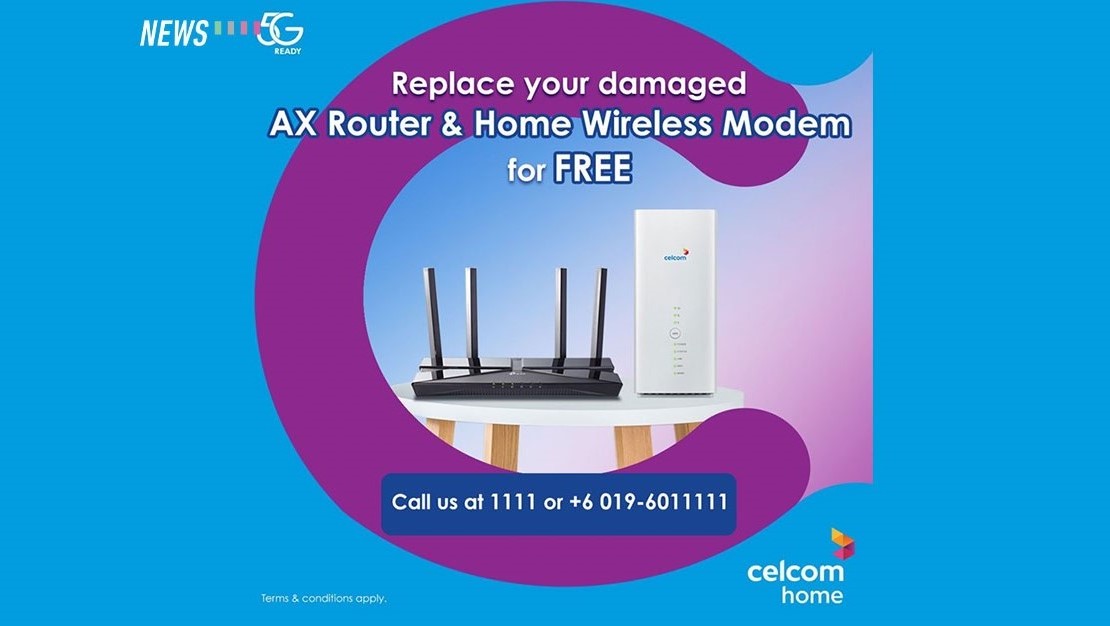 NEWS 5G
READY
Replace your damaged
AX Router & Home Wireless Modem
for FREE
celcom
Call us at 1111 or +6 019-6011111
celcom
home
Terms & conditions apply.